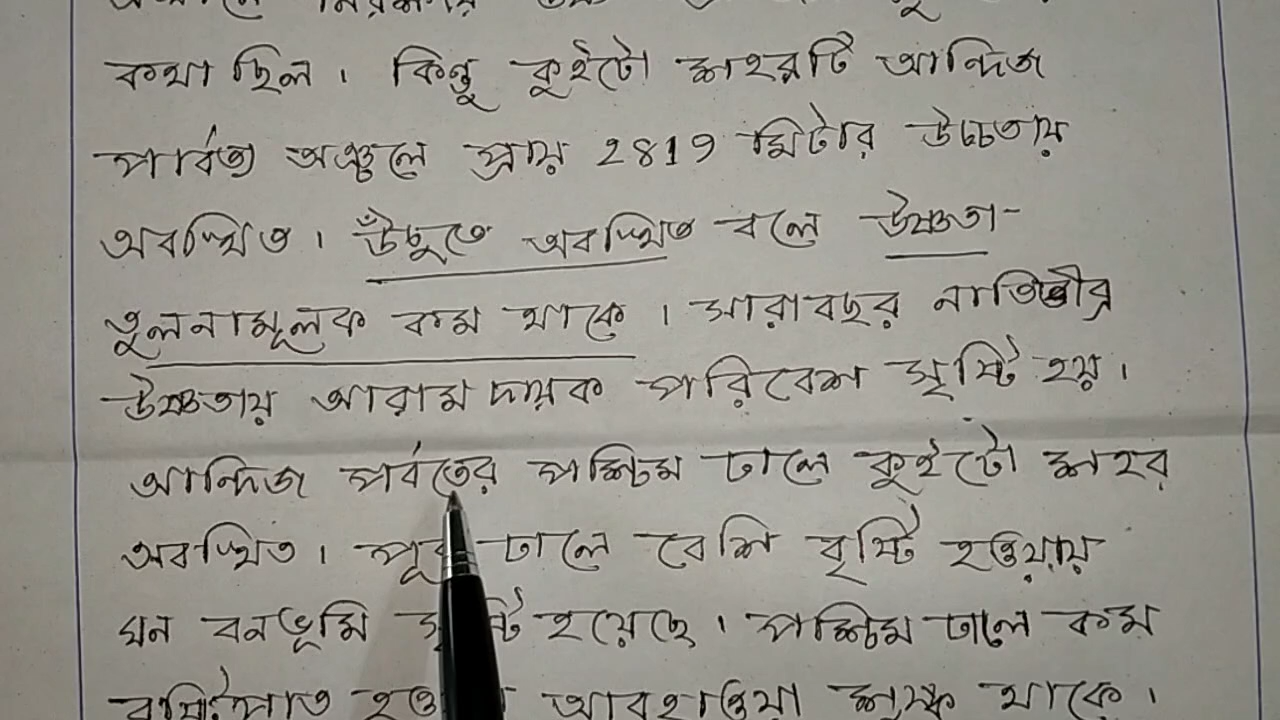 কথা ছিল। কিন্তু কুইটো শহরটি আন্দিজ
পার্বত্য অঞ্চলে প্রায় 2819 মিটার উচ্চতায়
অবস্থিত। উঁচুতে অবস্থিত বলে উষ্ণতা-
তুলনামূলক কম থাকে। সারাবছর নাতিতীব্র
উষ্ণতায় আরামদায়ক পরিবেশ সৃষ্টি হয়।
আন্দিজ পর্বতের পশ্চিম ঢালে কুইটো শহর
অবস্থিত। পূর্ব ঢালে বেশি বৃষ্টি হওয়ায়
ঘন বনভূমি সৃষ্টি হয়েছে। পশ্চিম ঢালে কম
বৃষ্টিপাত আবহাওয়া শুষ্ক থাকে।